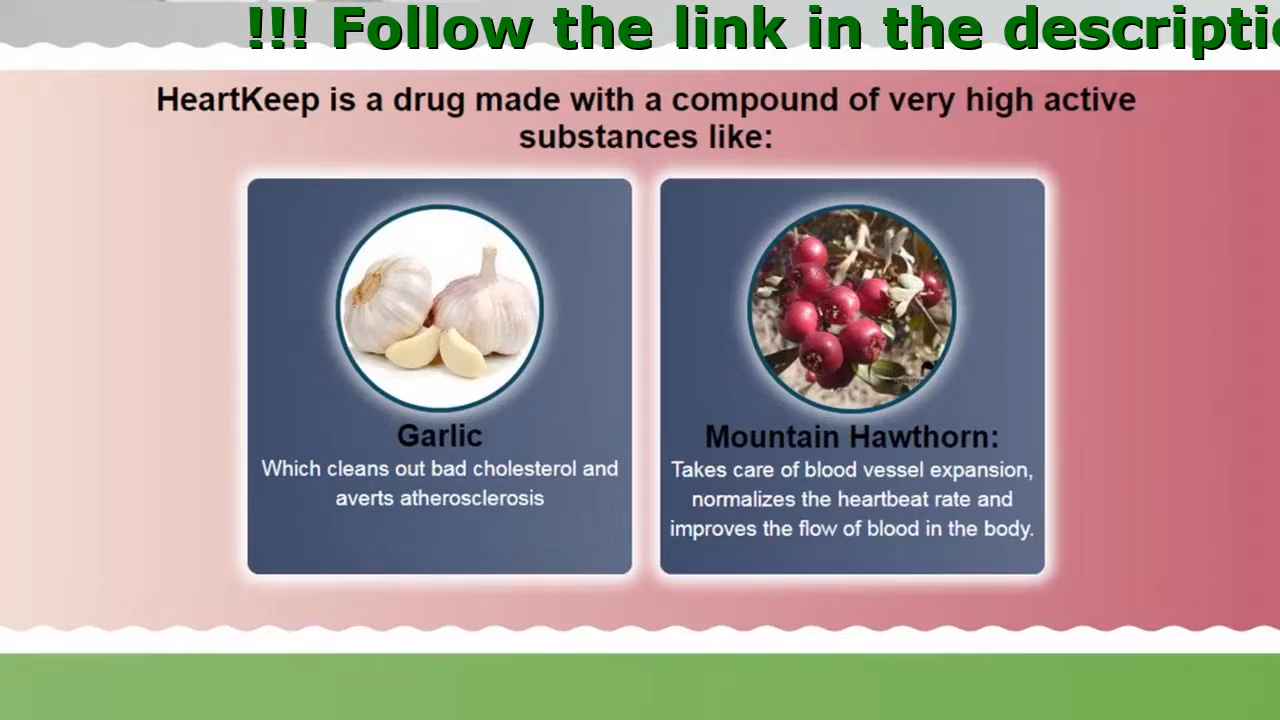 !!! Follow the link in the descripti
HeartKeep is a drug made with a compound of very high active
substances like:
Garlic
Which cleans out bad cholesterol and
averts atherosclerosis
Mountain Hawthorn:
Takes care of blood vessel expansion,
normalizes the heartbeat rate and
improves the flow of blood in the body.